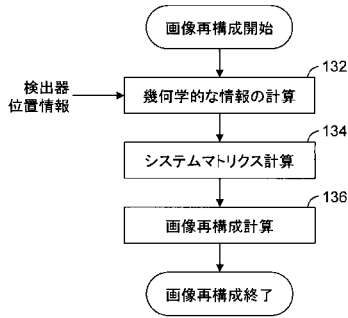 画像再構成開始
132
検出器
位置情報
幾何学的な情報の計算
134
システムマトリクス計算
136
画像再構成計算
画像再構成終了